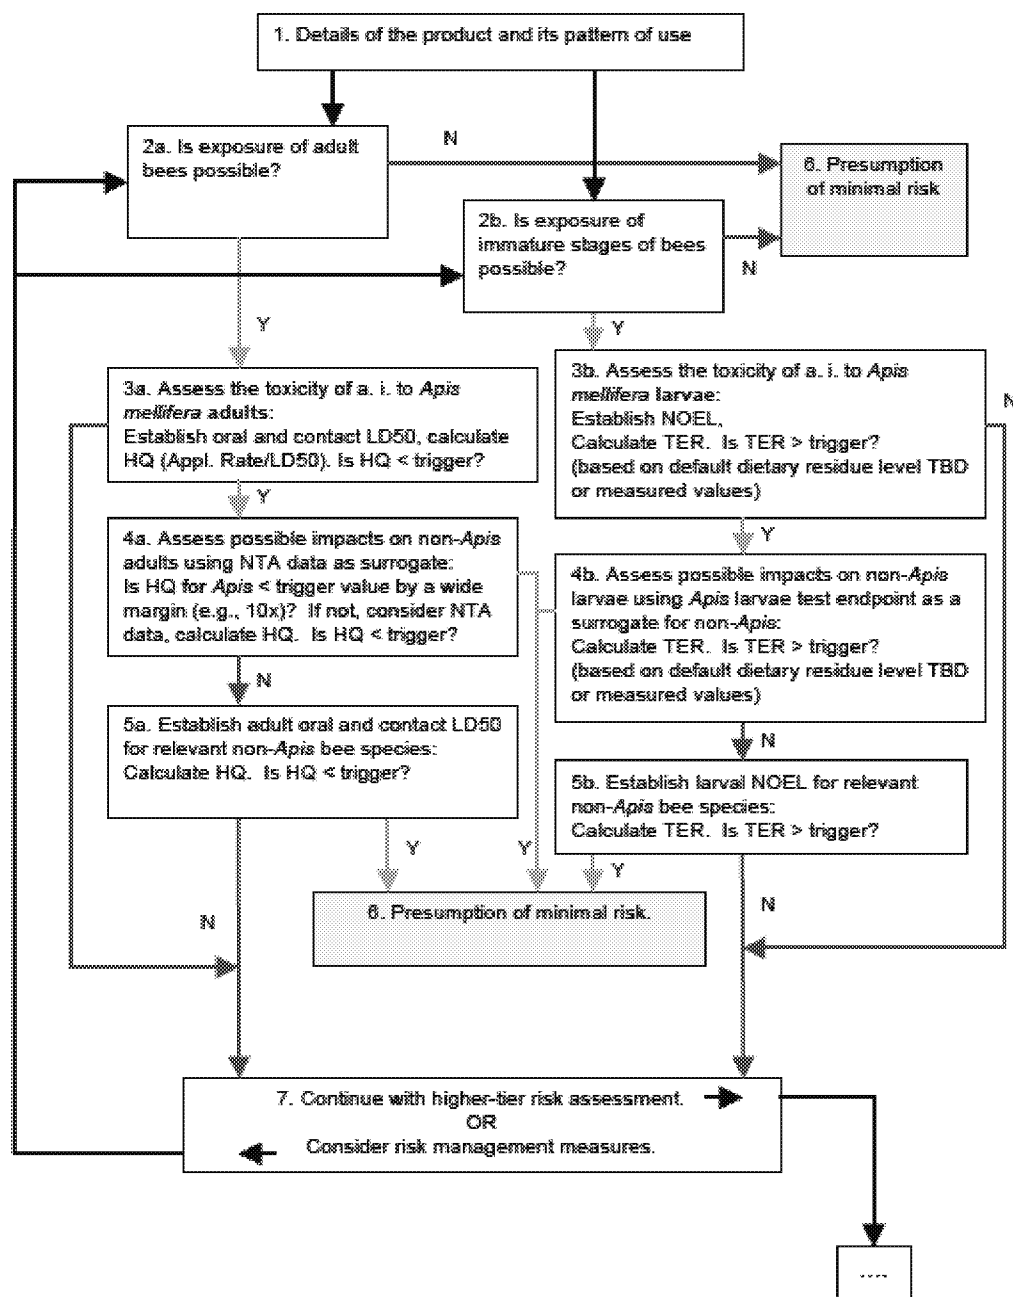 1. Details of the product and its pattern of use
2a. Is exposure of adult
bees possible?
N
6. Presumption
of minimal risk
2b. Is exposure of
immature stages of bees
possible?
N
Y
Y
3a. Assess the toxicity of a. i. to Apis
mellifera adults:
Establish oral and contact LD50, calculate
HQ (Appl. Rate/LD50). Is HQ < trigger?
3b. Assess the toxicity of a. i. to Apis
mellifera larvae:
Establish NOEL,
Calculate TER. Is TER > trigger?
(based on default dietary residue level TBD
or measured values)
N
Y
Y
4a. Assess possible impacts on non-Apis
adults using NTA data as surrogate:
Is HQ for Apis < trigger value by a wide
margin (e.g., 10x)? If not, consider NTA
data, calculate HQ. Is HQ < trigger?
4b. Assess possible impacts on non-Apis
larvae using Apis larvae test endpoint as a
surrogate for non-Apis:
Calculate TER. Is TER > trigger?
(based on default dietary residue level TBD
or measured values)
N
N
5a. Establish adult oral and contact LD50
for relevant non-Apis bee species:
Calculate HQ. Is HQ < trigger?
5b. Establish larval NOEL for relevant
non-Apis bee species:
Calculate TER. Is TER > trigger?
Y
Y
Y
N
N
6. Presumption of minimal risk.
7. Continue with higher-tier risk assessment.
OR
Consider risk management measures.
....